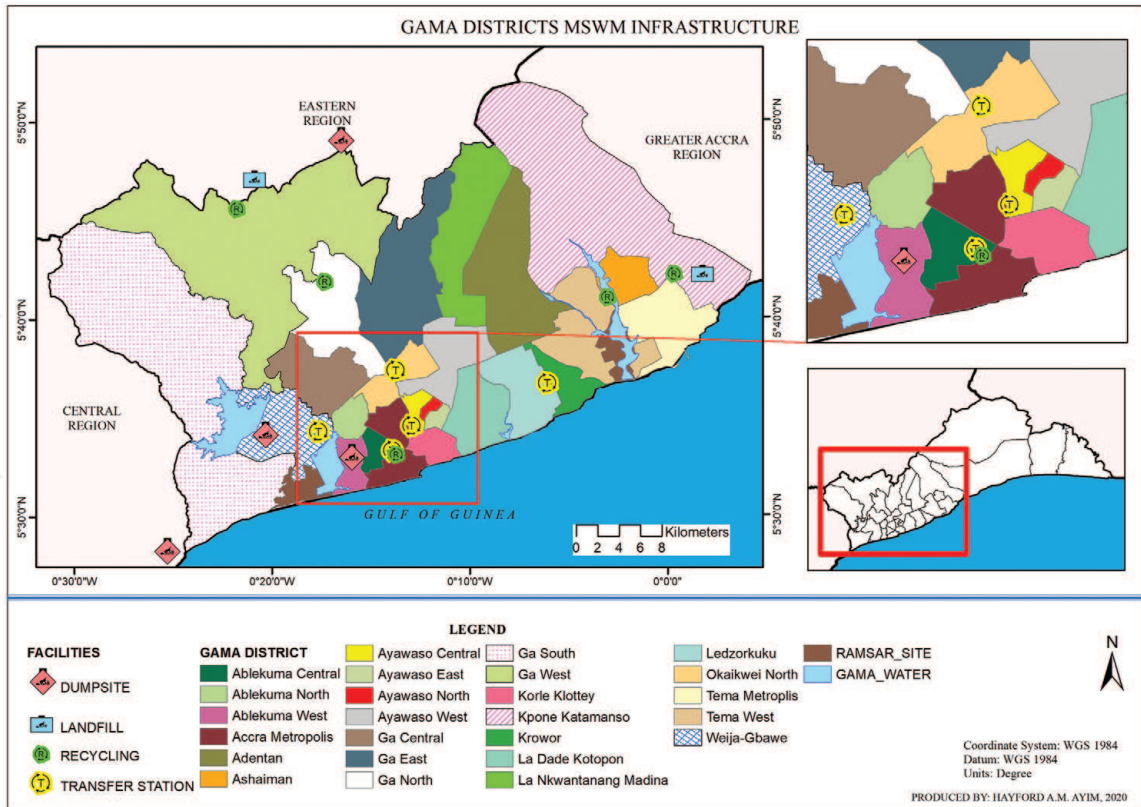 GAMA DISTRICTS MSWM INFRASTRUCTURE
EASTERN
REGION
GREATER ACCRA
REGION
CENTRAL
REGION
GULF OF GUINEA
Kilometers
0 2 4 6 8
5°50'0"N
5°40'0"N
5°30'0"N
5°50'0"N
5°40'0"N
5°30'0"N
0°30'0"W
0°20'0"W
0°10'0"W
0°0'0"
R
R
R
R
R
T
T
T
T
T
T
T
T
T
R
LEGEND
FACILITIES
DUMPSITE
LANDFILL
R RECYCLING
T TRANSFER STATION
GAMA DISTRICT
Ablekuma Central
Ablekuma North
Ablekuma West
Accra Metropolis
Adentan
Ashaiman
Ayawaso Central
Ayawaso East
Ayawaso North
Ayawaso West
Ga Central
Ga East
Ga North
Ga South
Ga West
Korle Klottey
Kpone Katamanso
Krowor
La Dade Kotopon
La Nkwantanang Madina
Ledzorkuku
Okaikwei North
Tema Metroplis
Tema West
Weija-Gbawe
RAMSAR_SITE
GAMA_WATER
N
Coordinate System: WGS 1984
Datum: WGS 1984
Units: Degree
PRODUCED BY: HAYFORD A.M. AYIM, 2020